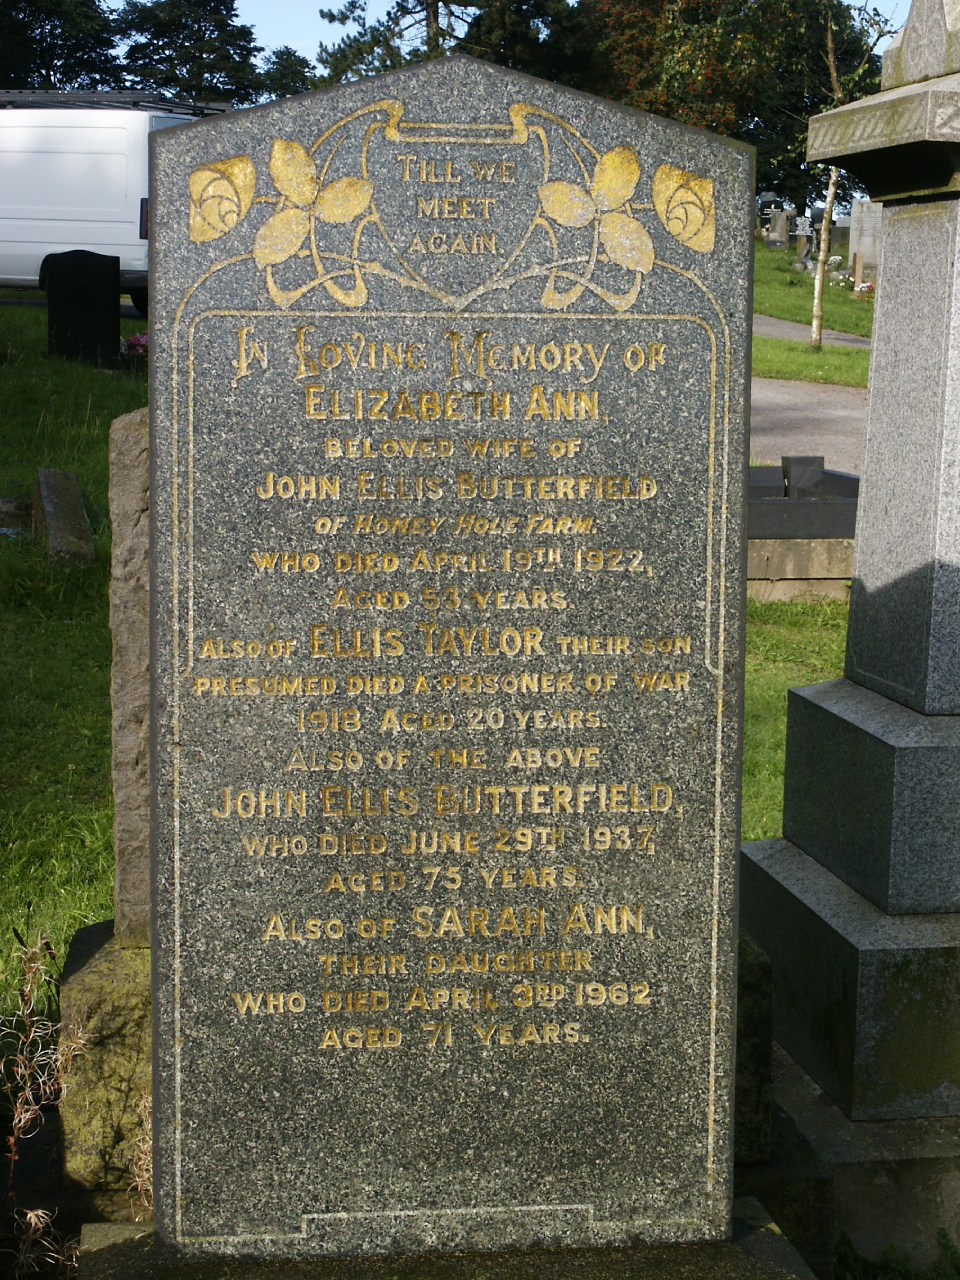 TILL WE
MEET
AGAIN.
IN LOVING MEMORY OF
ELIZABETH ANN,
BELOVED WIFE OF
JOHN ELLIS BUTTERFIELD
OF HONEY HOLE FARM.
WHO DIED APRIL 19TH 1922,
AGED 53 YEARS.
ALSO OF ELLIS TAYLOR THEIR SON
PRESUMED DIED A PRISONER OF WAR
1918 AGED 20 YEARS.
ALSO OF THE ABOVE
JOHN ELLIS BUTTERFIELD,
WHO DIED JUNE 29TH 1937,
AGED 75 YEARS.
ALSO OF SARAH ANN,
THEIR DAUGHTER
WHO DIED APRIL 3RD 1962
AGED 71 YEARS.